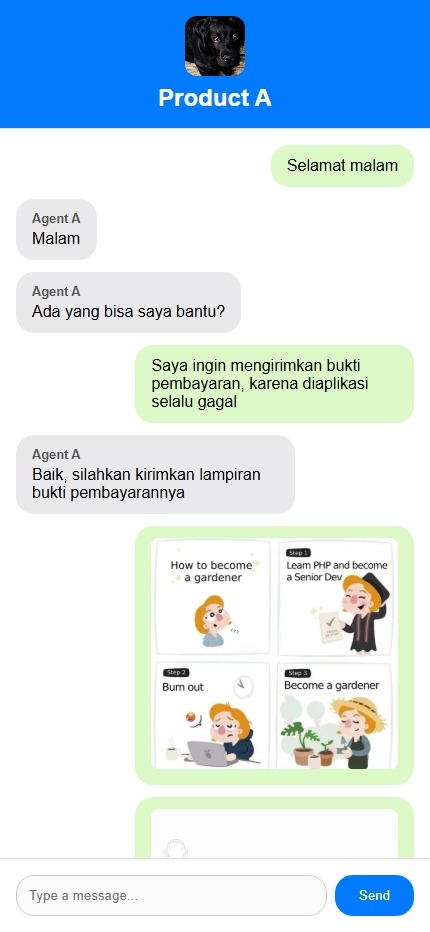 Product A
Selamat malam
Agent A
Malam
Agent A
Ada yang bisa saya bantu?
Saya ingin mengirimkan bukti
pembayaran, karena diaplikasi
selalu gagal
Agent A
Baik, silahkan kirimkan lampiran
bukti pembayarannya
How to become
a gardener
???
Step 1
Learn PHP and become
a Senior Dev
Step 2
Burn out
Step 3
Become a gardener
Type a message...
Send